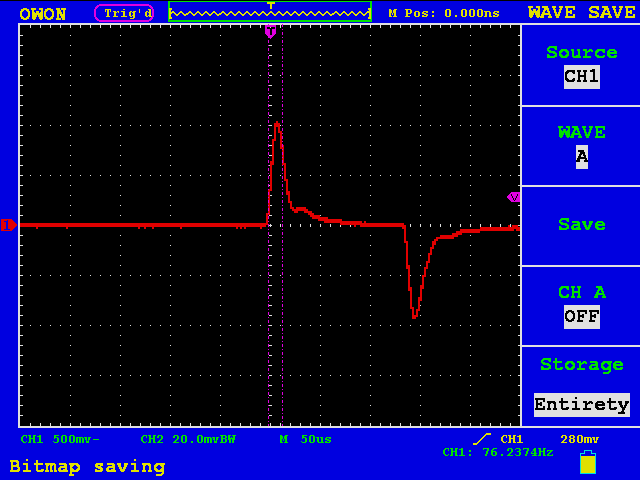 OWON Trig'd T M Pos: 0.000ns WAVE SAVE
T
Source
CH1
WAVE
A
Save
1
CH A
OFF
Storage
Entirety
CH1 500mv- CH2 20.0mvBW M 50us CH1 280mv
CH1: 76.2374Hz
Bitmap saving